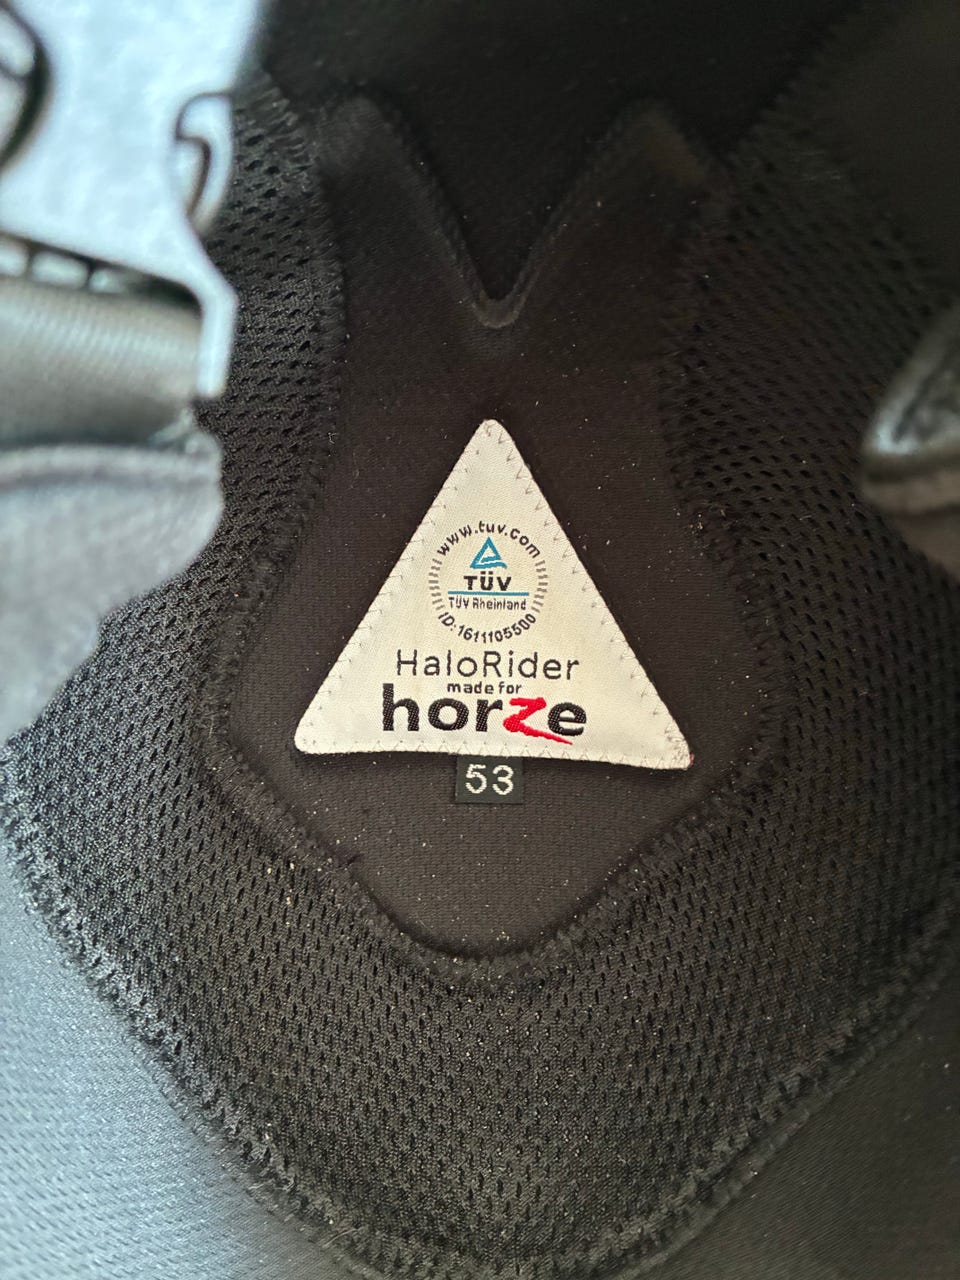 www.tuv.com
TÜV
TÜV Rheinland
ID:1611105500
HaloRider
made for
horze
53